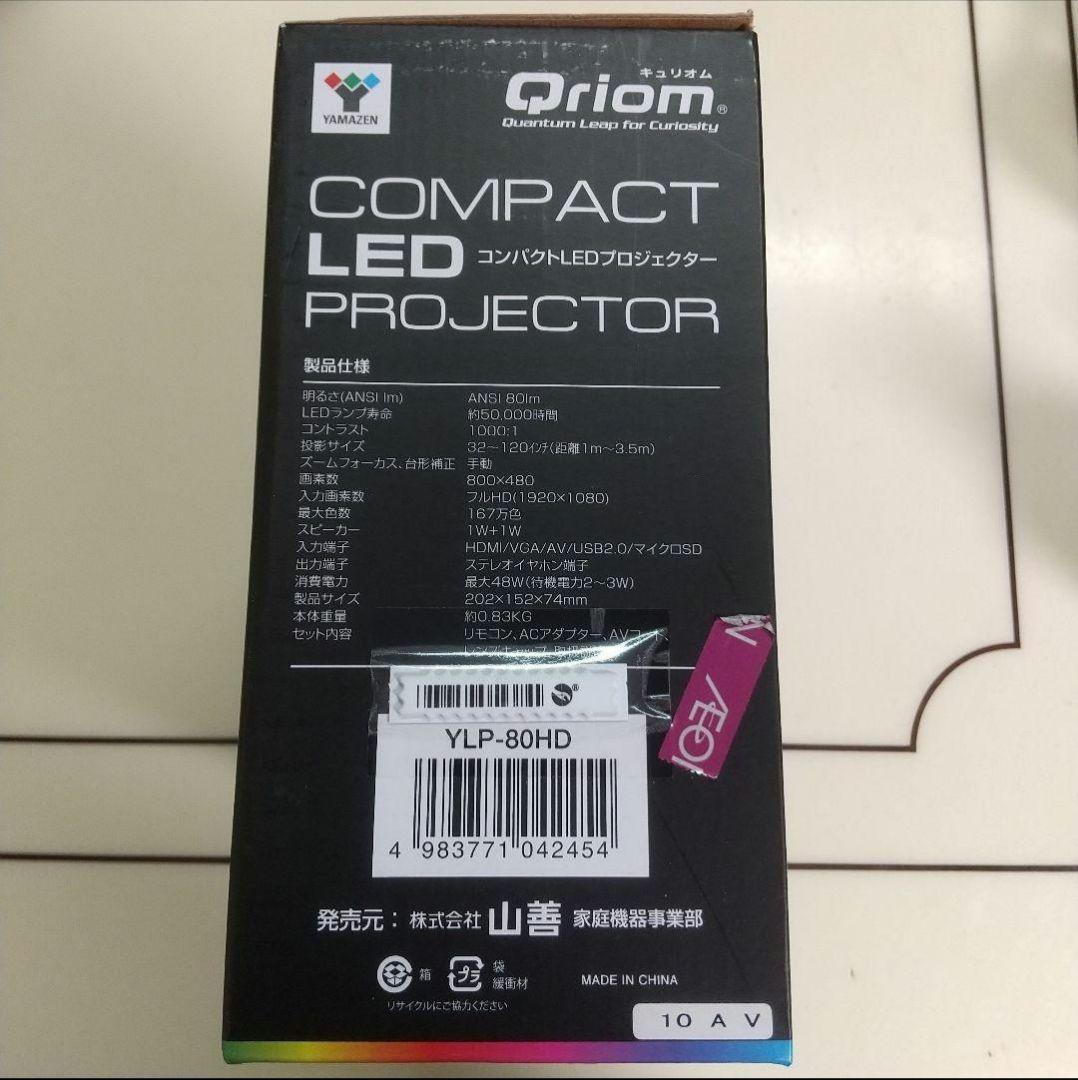 YAMAZEN
キュリオム
Qriom®
Quantum Leap for Curiosity
COMPACT
LED コンパクトLEDプロジェクター
PROJECTOR
製品仕様
明るさ(ANSI lm) ANSI 80lm
LEDランプ寿命 約50,000時間
コントラスト 1000:1
投影サイズ 32～120インチ(距離1m～3.5m)
ズームフォーカス、台形補正 手動
画素数 800×480
入力画素数 フルHD(1920×1080)
最大色数 167万色
スピーカー 1W+1W
入力端子 HDMI/VGA/AV/USB2.0/マイクロSD
出力端子 ステレオイヤホン端子
消費電力 最大48W(待機電力2～3W)
製品サイズ 202×152×74mm
本体重量 約0.83KG
セット内容 リモコン、ACアダプター、AVコード、
レンズキャップ、
ÆON
YLP-80HD
4 983771 042454
発売元：株式会社 山善 家庭機器事業部
箱 プラ 袋
緩衝材
リサイクルにご協力ください
MADE IN CHINA
10 A V